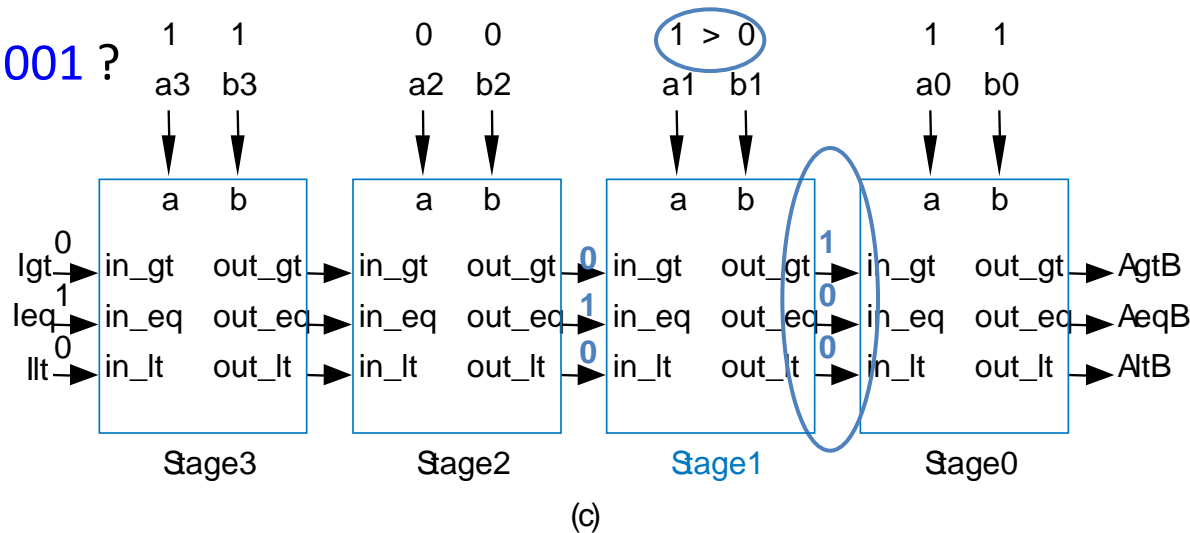 1 1 0 0 1 > 0 1 1
001 ?
a3 b3 a2 b2 a1 b1 a0 b0
a b a b a b a b
0 1
Igt in_gt out_gt in_gt out_gt 0 in_gt out_gt in_gt out_gt AgtB
1 1 0
Ieq in_eq out_eq in_eq out_eq in_eq out_eq in_eq out_eq AeqB
0 0 0
Ilt in_lt out_lt in_lt out_lt in_lt out_lt in_lt out_lt AltB
Stage3 Stage2 Stage1 Stage0
(c)